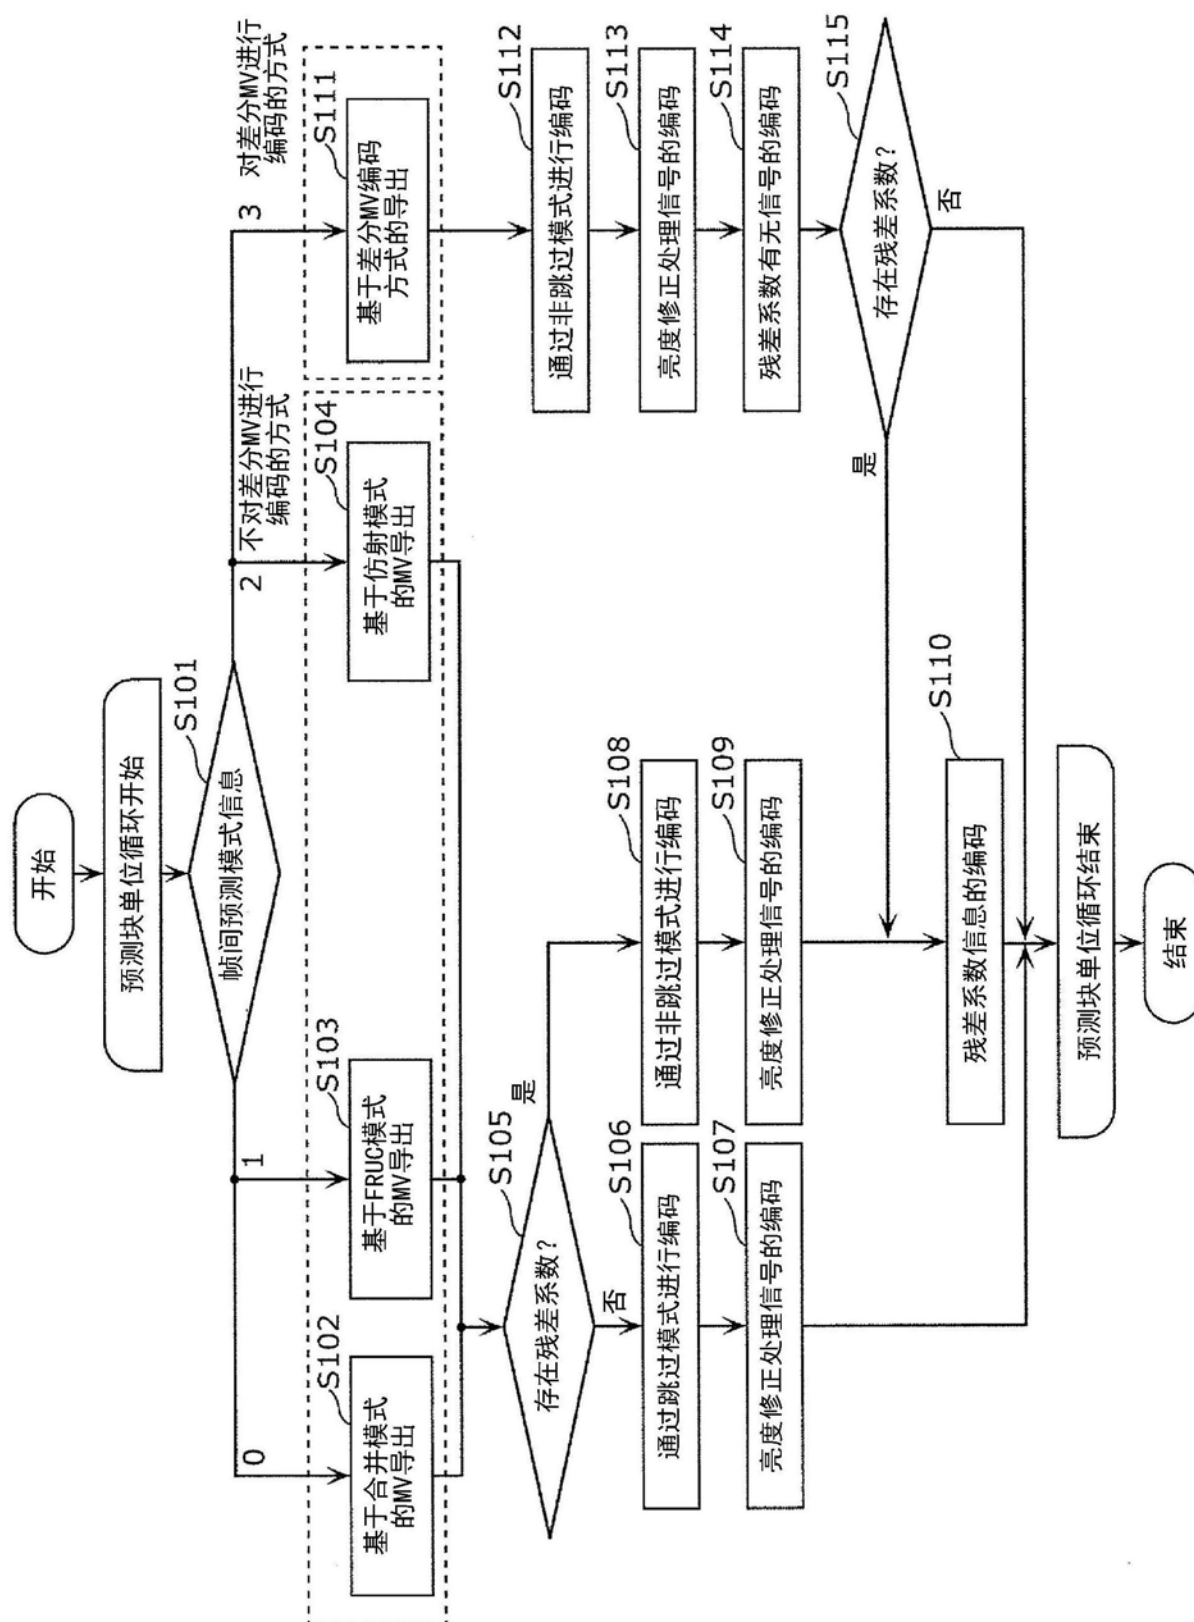 开始
预测块单位循环开始
S101
帧间预测模式信息
0
1
2
3
不对差分MV进行
编码的方式
对差分MV进行
编码的方式
S102
基于合并模式
的MV导出
S103
基于FRUC模式
的MV导出
S104
基于仿射模式
的MV导出
S111
基于差分MV编码
方式的导出
S105
存在残差系数?
否
是
S106
通过跳过模式进行编码
S107
亮度修正处理信号的编码
S108
通过非跳过模式进行编码
S109
亮度修正处理信号的编码
S112
通过非跳过模式进行编码
S113
亮度修正处理信号的编码
S114
残差系数有无信号的编码
S115
存在残差系数?
是
否
S110
残差系数信息的编码
预测块单位循环结束
结束